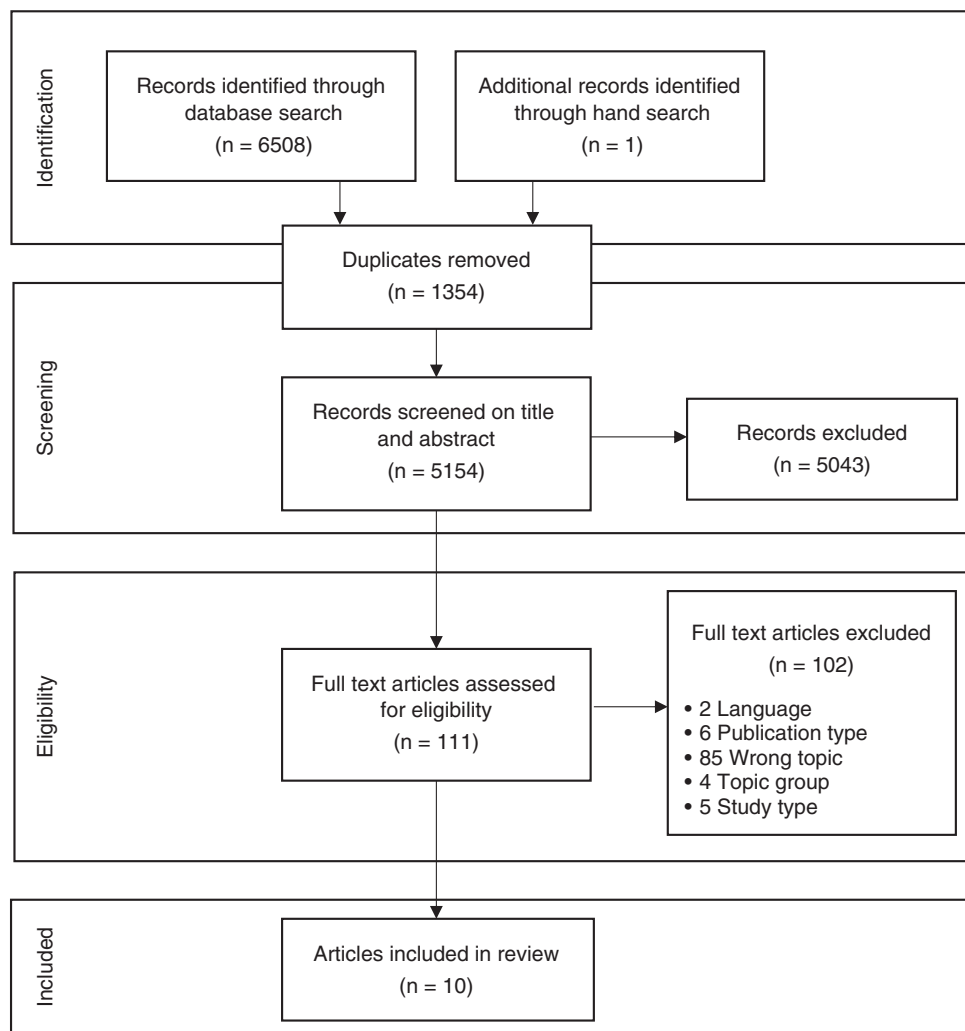 Identification
Records identified through
database search
(n = 6508)
Additional records identified
through hand search
(n = 1)
Duplicates removed
(n = 1354)
Screening
Records screened on title
and abstract
(n = 5154)
Records excluded
(n = 5043)
Eligibility
Full text articles assessed
for eligibility
(n = 111)
Full text articles excluded
(n = 102)
• 2 Language
• 6 Publication type
• 85 Wrong topic
• 4 Topic group
• 5 Study type
Included
Articles included in review
(n = 10)